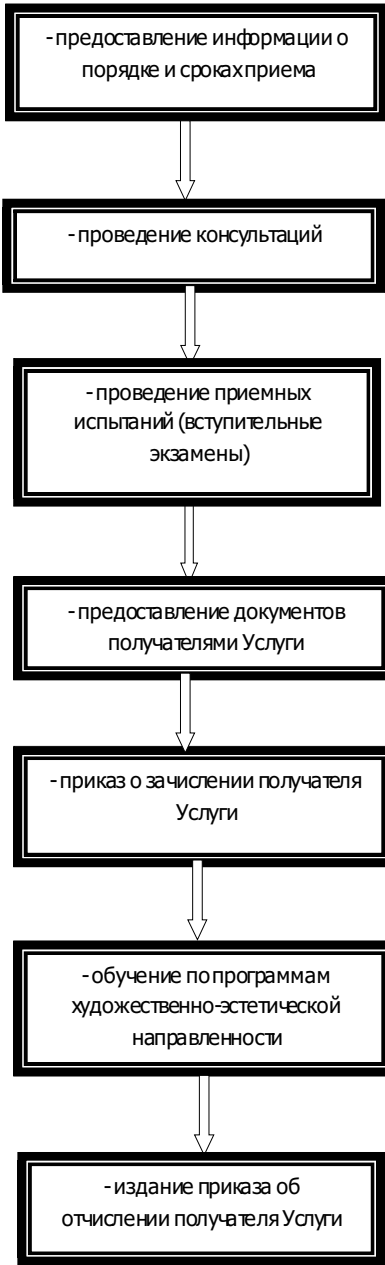 - предоставление информации о
порядке и сроках приема
- проведение консультаций
- проведение приемных
испытаний (вступительные
экзамены)
- предоставление документов
получателями Услуги
- приказ о зачислении получателя
Услуги
- обучение по программам
художественно-эстетической
направленности
- издание приказа об
отчислении получателя Услуги